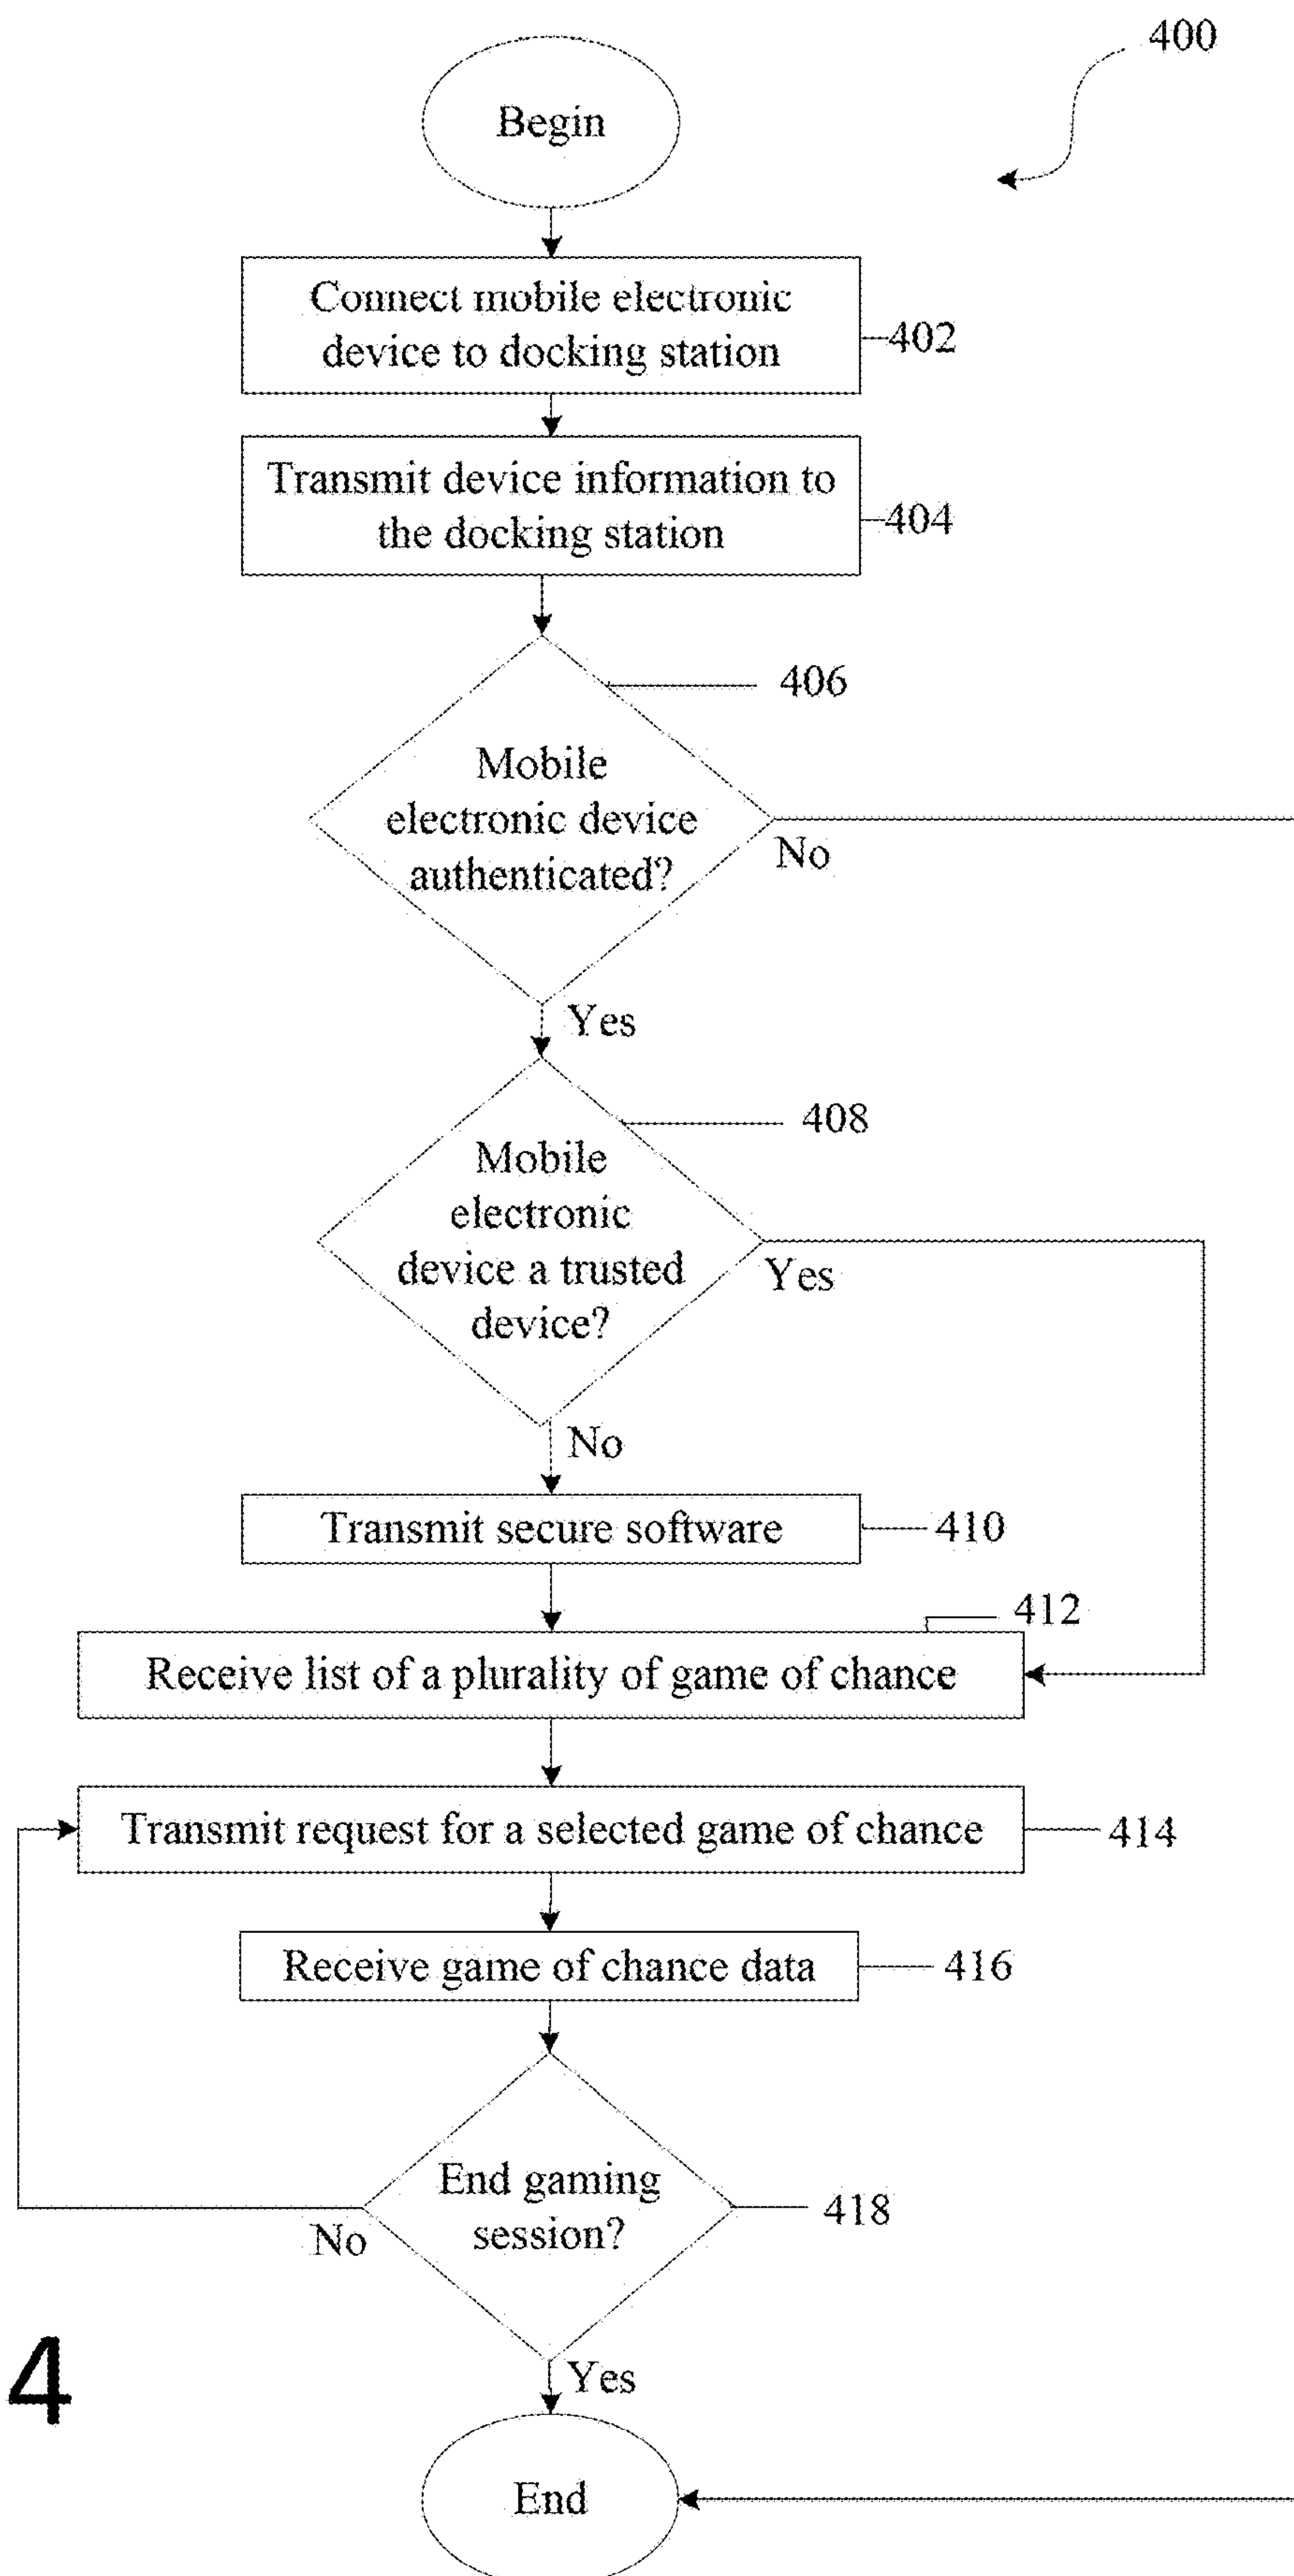 400
Begin
Connect mobile electronic
device to docking station
402
Transmit device information to
the docking station
404
406
Mobile
electronic device
authenticated?
No
Yes
408
Mobile
electronic
device a trusted
device?
Yes
No
Transmit secure software
410
412
Receive list of a plurality of game of chance
Transmit request for a selected game of chance
414
Receive game of chance data
416
End gaming
session?
418
No
Yes
4
End